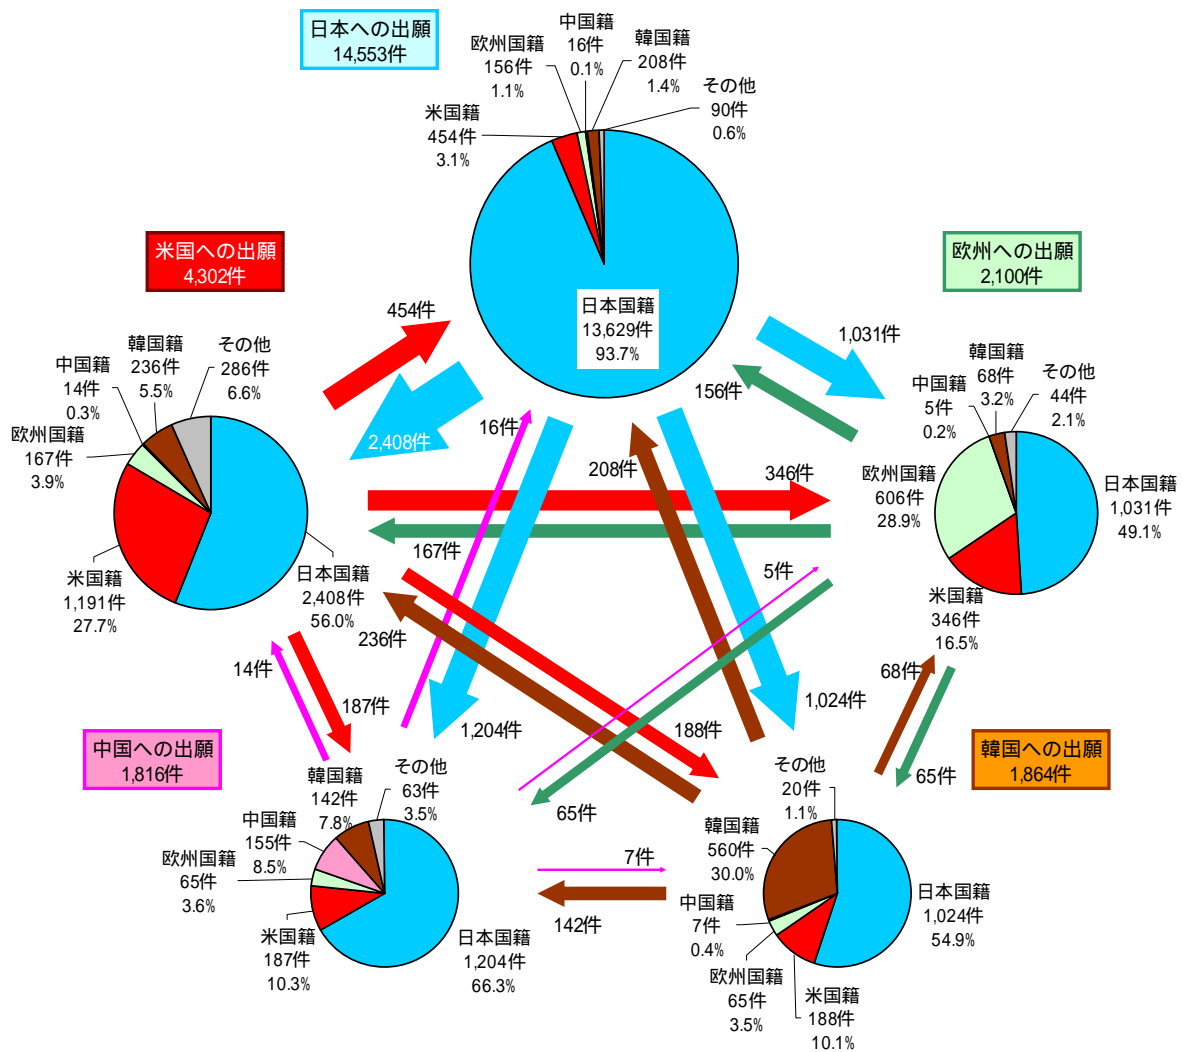 日本への出願
14,553件
中国籍
16件
0.1%
欧州国籍
156件
1.1%
韓国籍
208件
1.4%
その他
90件
0.6%
米国籍
454件
3.1%
日本国籍
13,629件
93.7%
米国への出願
4,302件
欧州への出願
2,100件
454件
1,031件
156件
2,408件
16件
208件
346件
167件
5件
236件
14件
187件
1,204件
188件
1,024件
68件
65件
65件
7件
142件
韓国籍
236件
5.5%
その他
286件
6.6%
中国籍
14件
0.3%
欧州国籍
167件
3.9%
米国籍
1,191件
27.7%
日本国籍
2,408件
56.0%
韓国籍
68件
3.2%
その他
44件
2.1%
中国籍
5件
0.2%
欧州国籍
606件
28.9%
日本国籍
1,031件
49.1%
米国籍
346件
16.5%
中国への出願
1,816件
韓国への出願
1,864件
韓国籍
142件
7.8%
その他
63件
3.5%
中国籍
155件
8.5%
欧州国籍
65件
3.6%
米国籍
187件
10.3%
日本国籍
1,204件
66.3%
その他
20件
1.1%
韓国籍
560件
30.0%
中国籍
7件
0.4%
欧州国籍
65件
3.5%
米国籍
188件
10.1%
日本国籍
1,024件
54.9%